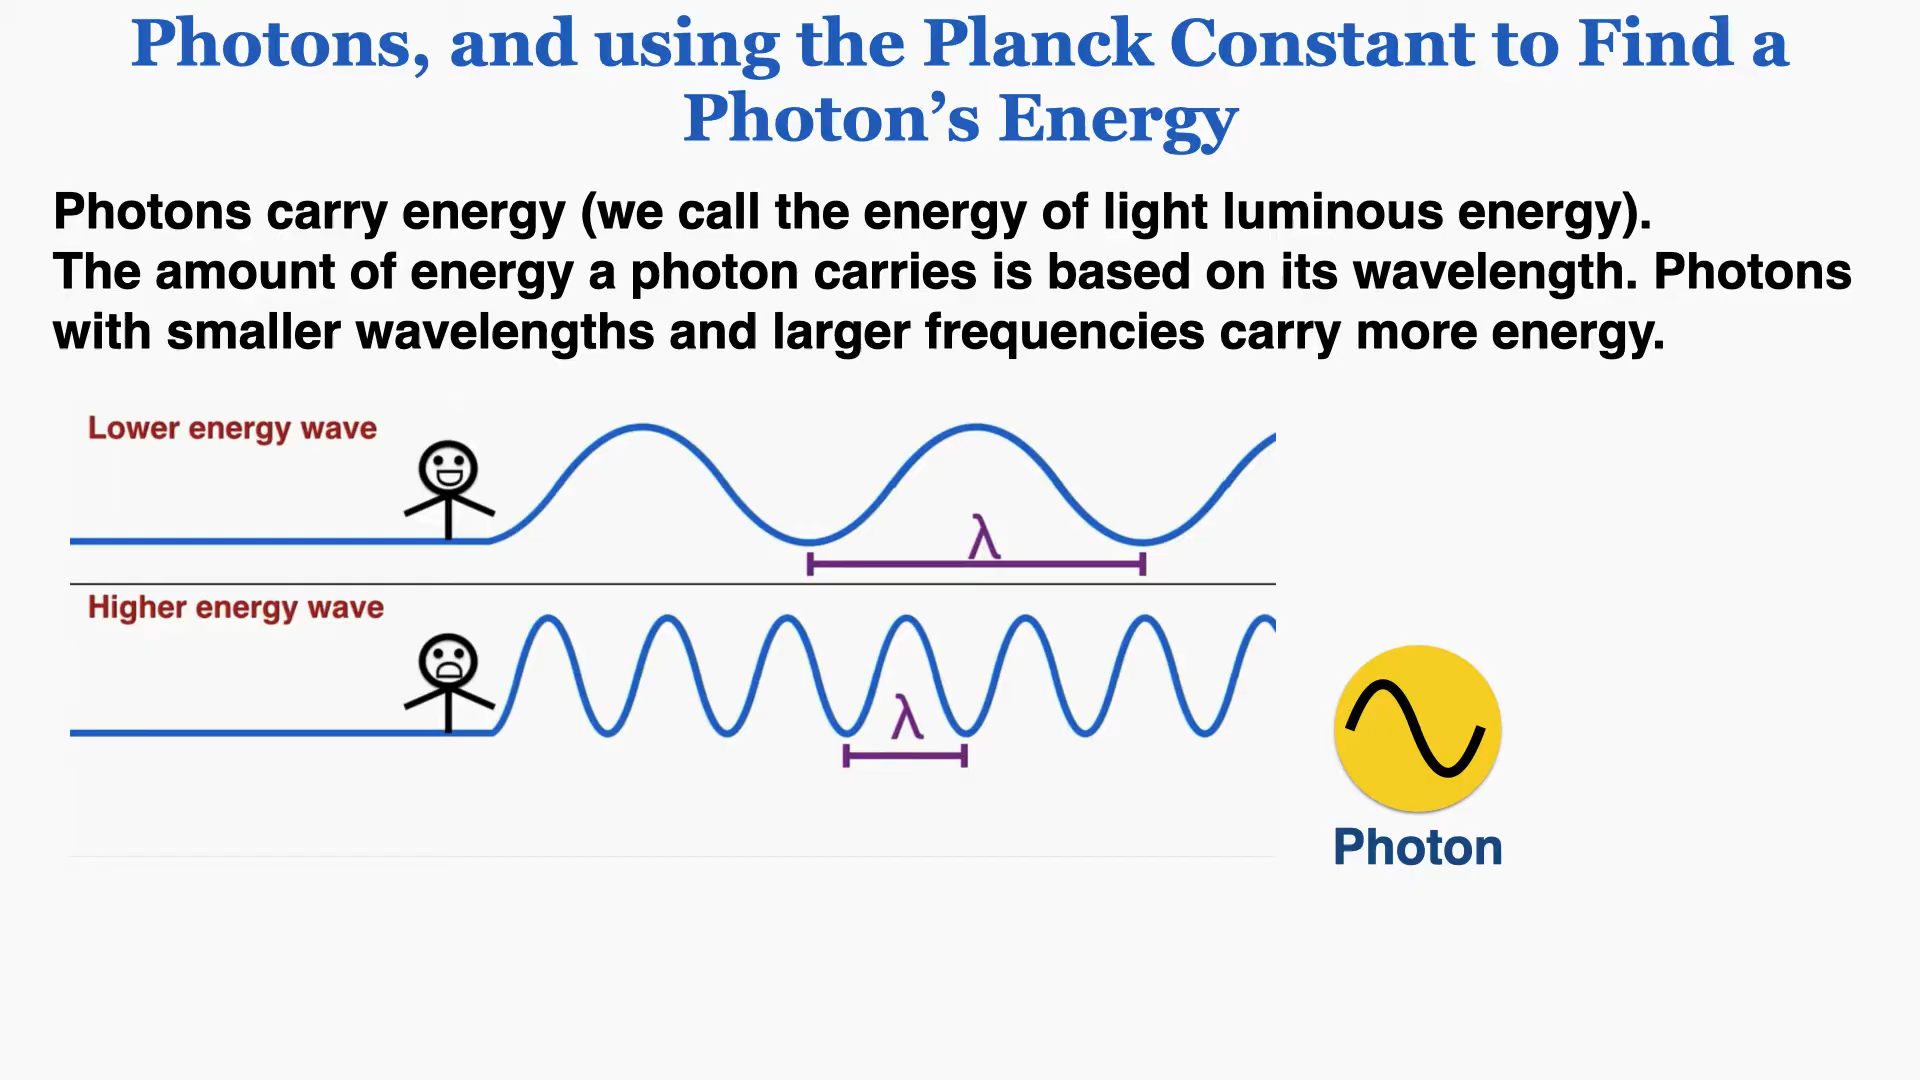 Photons, and using the Planck Constant to Find a
Photon’s Energy
Photons carry energy (we call the energy of light luminous energy).
The amount of energy a photon carries is based on its wavelength. Photons
with smaller wavelengths and larger frequencies carry more energy.
Lower energy wave
λ
Higher energy wave
λ
Photon